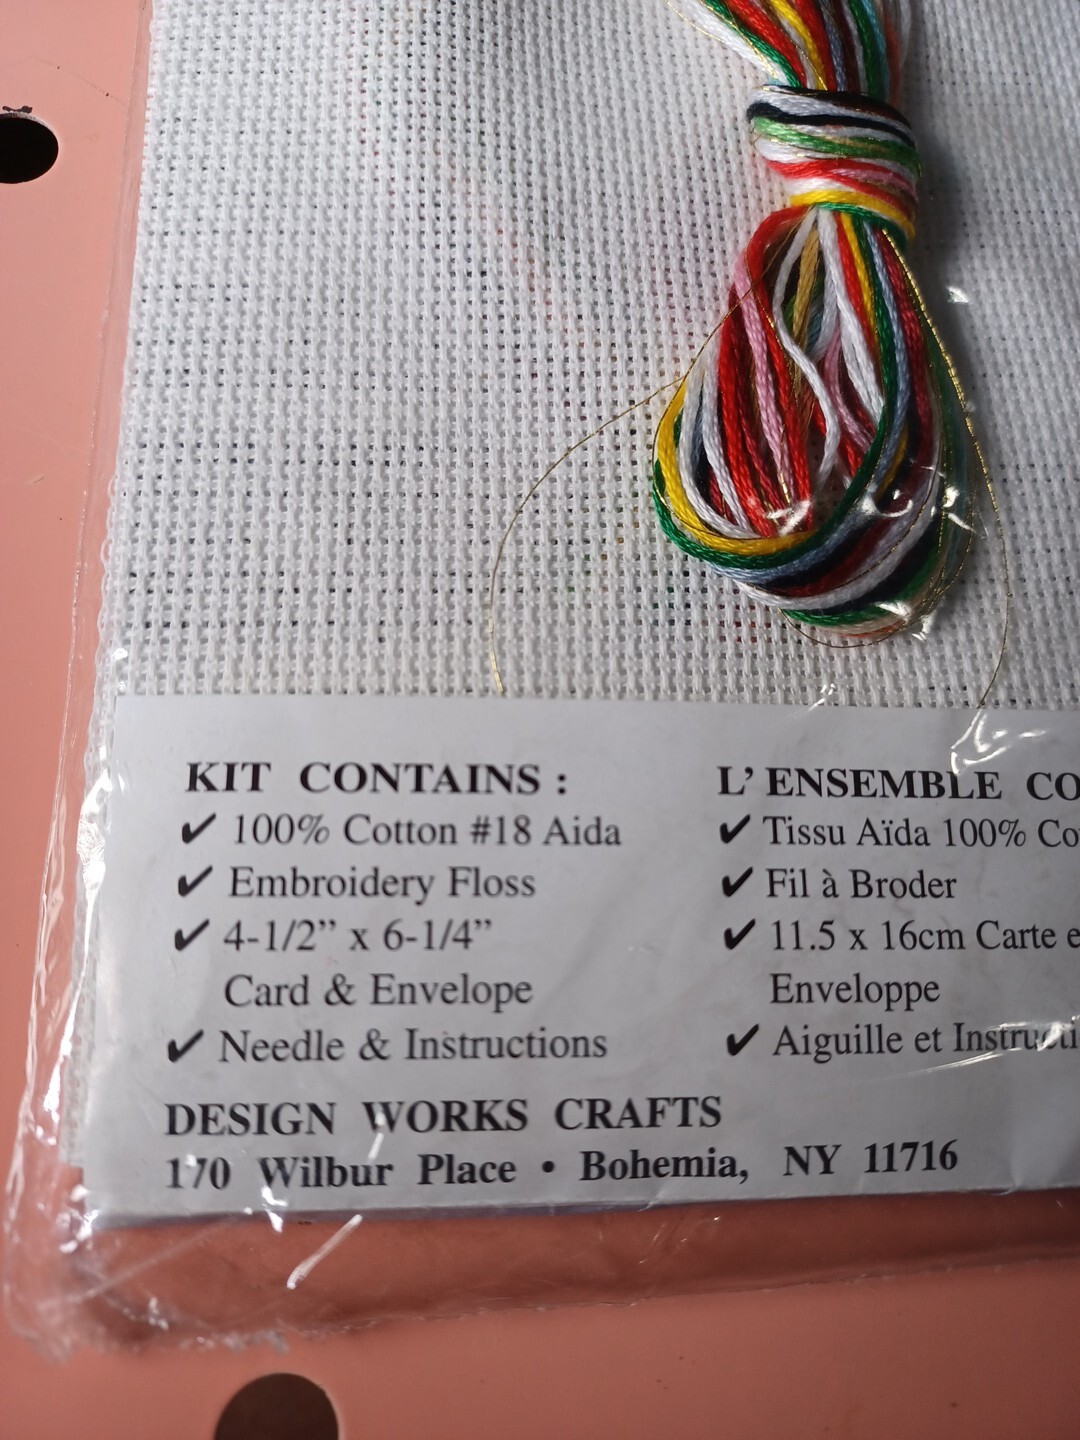 KIT CONTAINS :
✔ 100% Cotton #18 Aida
✔ Embroidery Floss
✔ 4-1/2” x 6-1/4”
Card & Envelope
✔ Needle & Instructions
L’ ENSEMBLE
✔ Tissu Aïda 100%
✔ Fil à Broder
✔ 11.5 x 16cm Carte
Enveloppe
✔ Aiguille et
DESIGN WORKS CRAFTS
170 Wilbur Place • Bohemia, NY 11716